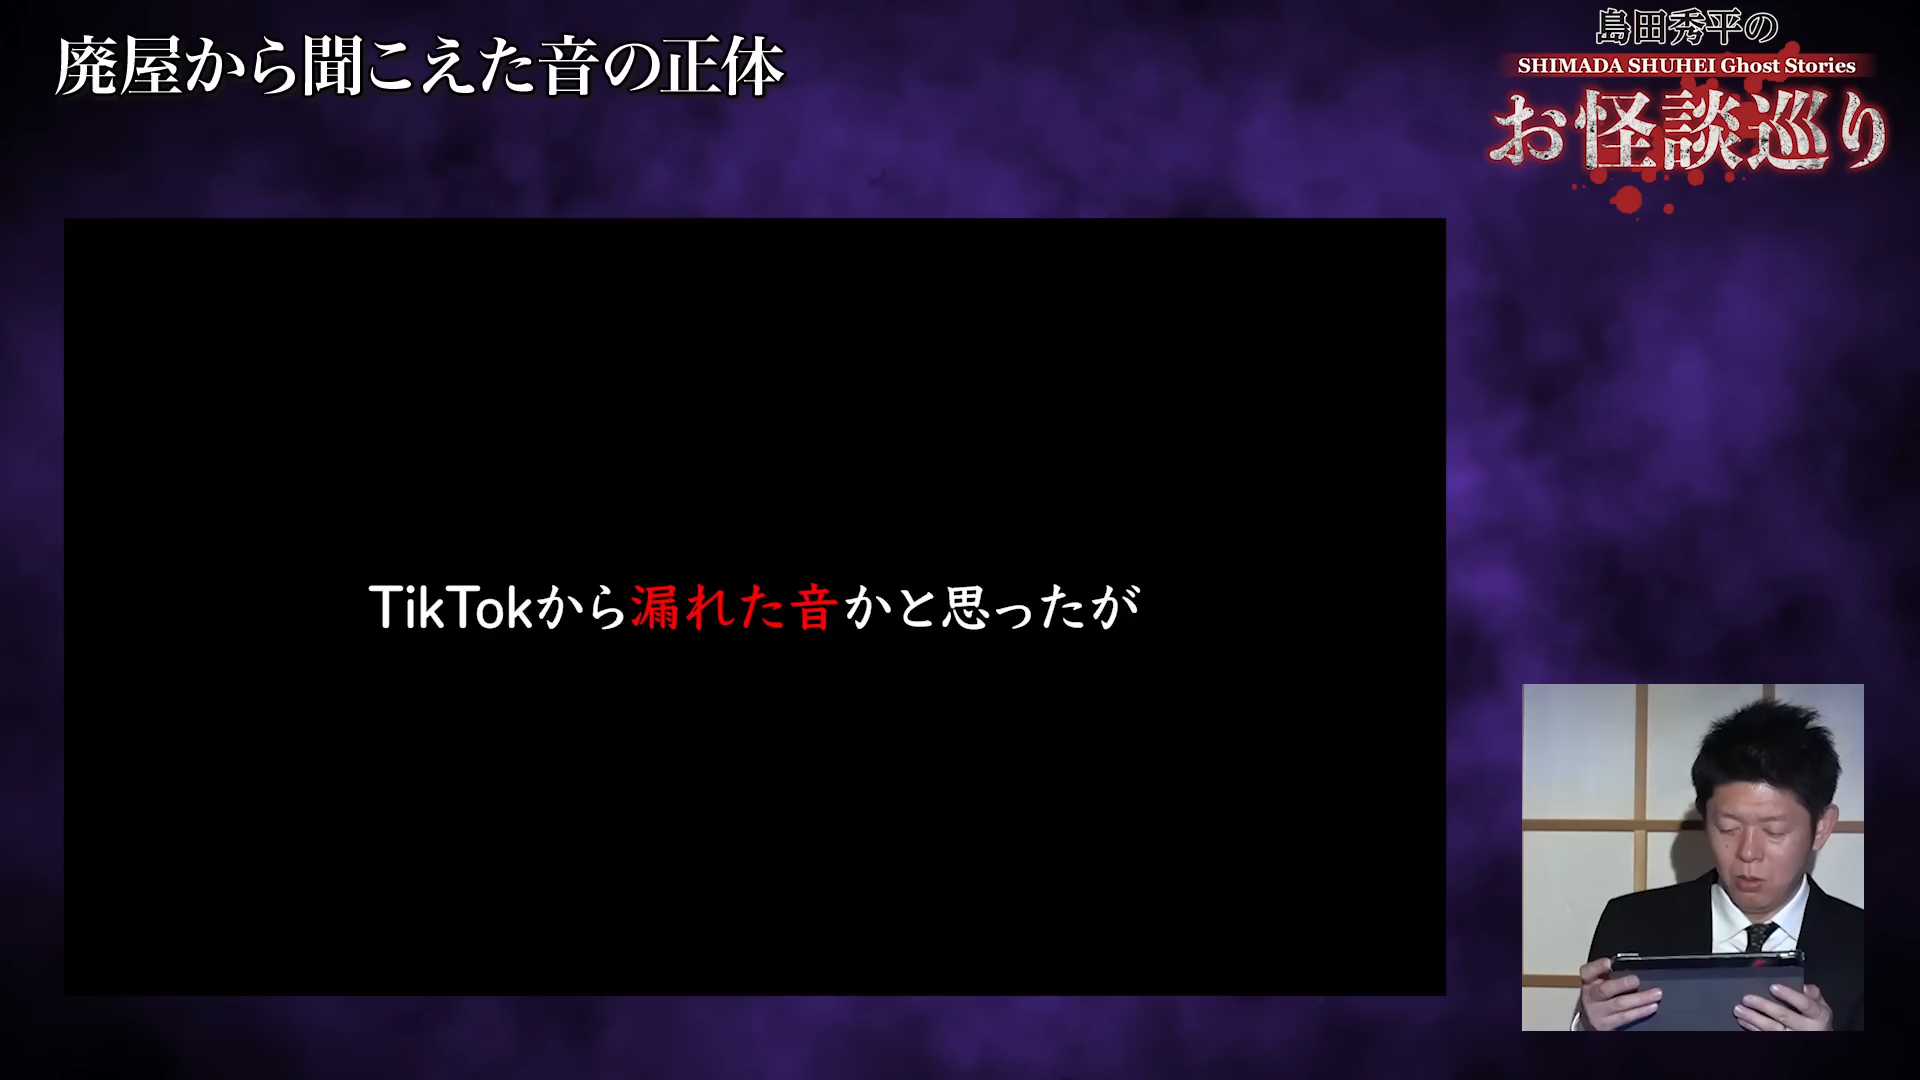 廃屋から聞こえた音の正体
島田秀平の
SHIMADA SHUHEI Ghost Stories
お怪談巡り
TikTokから漏れた音かと思ったが